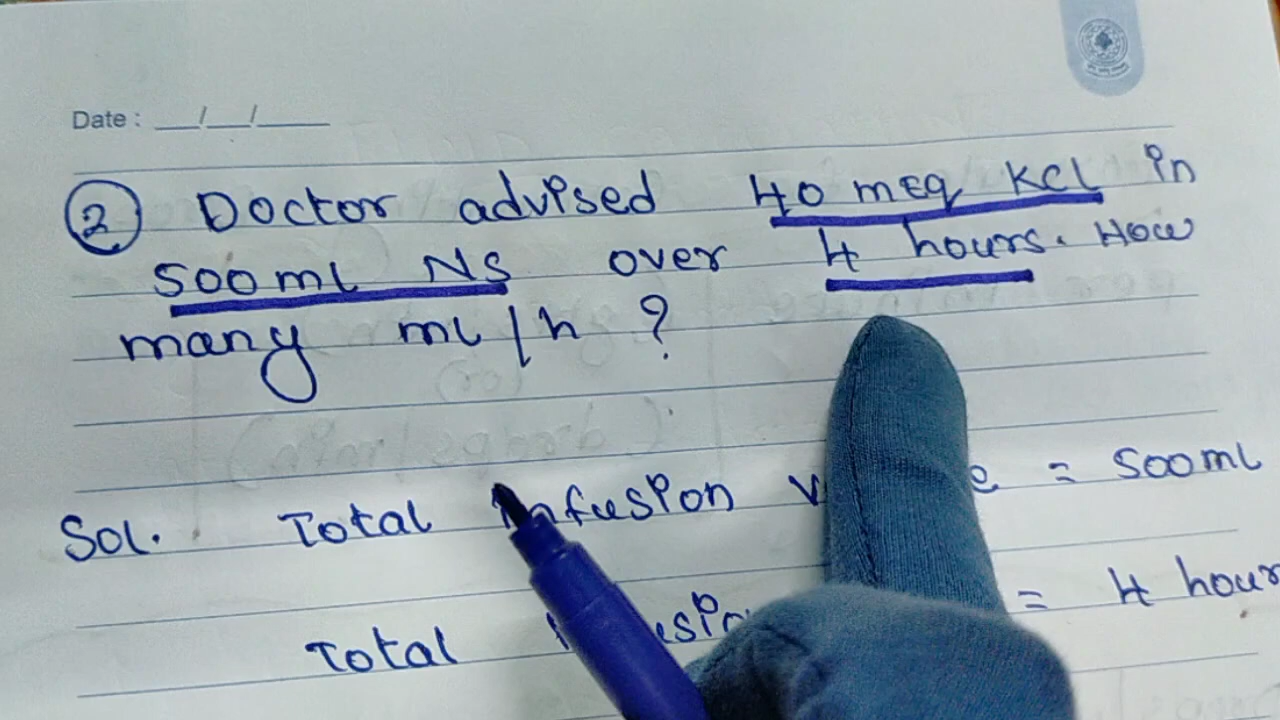 Date : __/__/____
② Doctor advised 40 mEq KCl in
500ml NS over 4 hours. How
many ml/h ?
Sol. Total Infusion = 500ml
Total = 4 hour